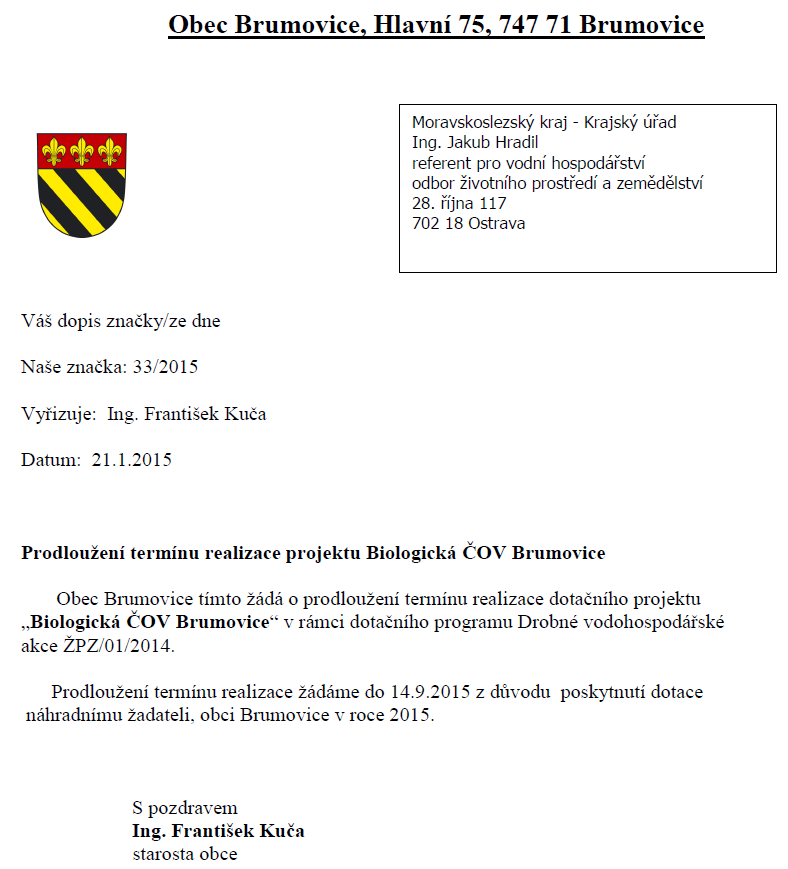 Obec Brumovice, Hlavní 75, 747 71 Brumovice
Moravskoslezský kraj - Krajský úřad
Ing. Jakub Hradil
referent pro vodní hospodářství
odbor životního prostředí a zemědělství
28. října 117
702 18 Ostrava
Váš dopis značky/ze dne
Naše značka: 33/2015
Vyřizuje:  Ing. František Kuča
Datum:  21.1.2015
Prodloužení termínu realizace projektu Biologická ČOV Brumovice
Obec Brumovice tímto žádá o prodloužení termínu realizace dotačního projektu
„Biologická ČOV Brumovice“ v rámci dotačního programu Drobné vodohospodářské
akce ŽPZ/01/2014.
Prodloužení termínu realizace žádáme do 14.9.2015 z důvodu  poskytnutí dotace
náhradnímu žadateli, obci Brumovice v roce 2015.
S pozdravem
Ing. František Kuča
starosta obce